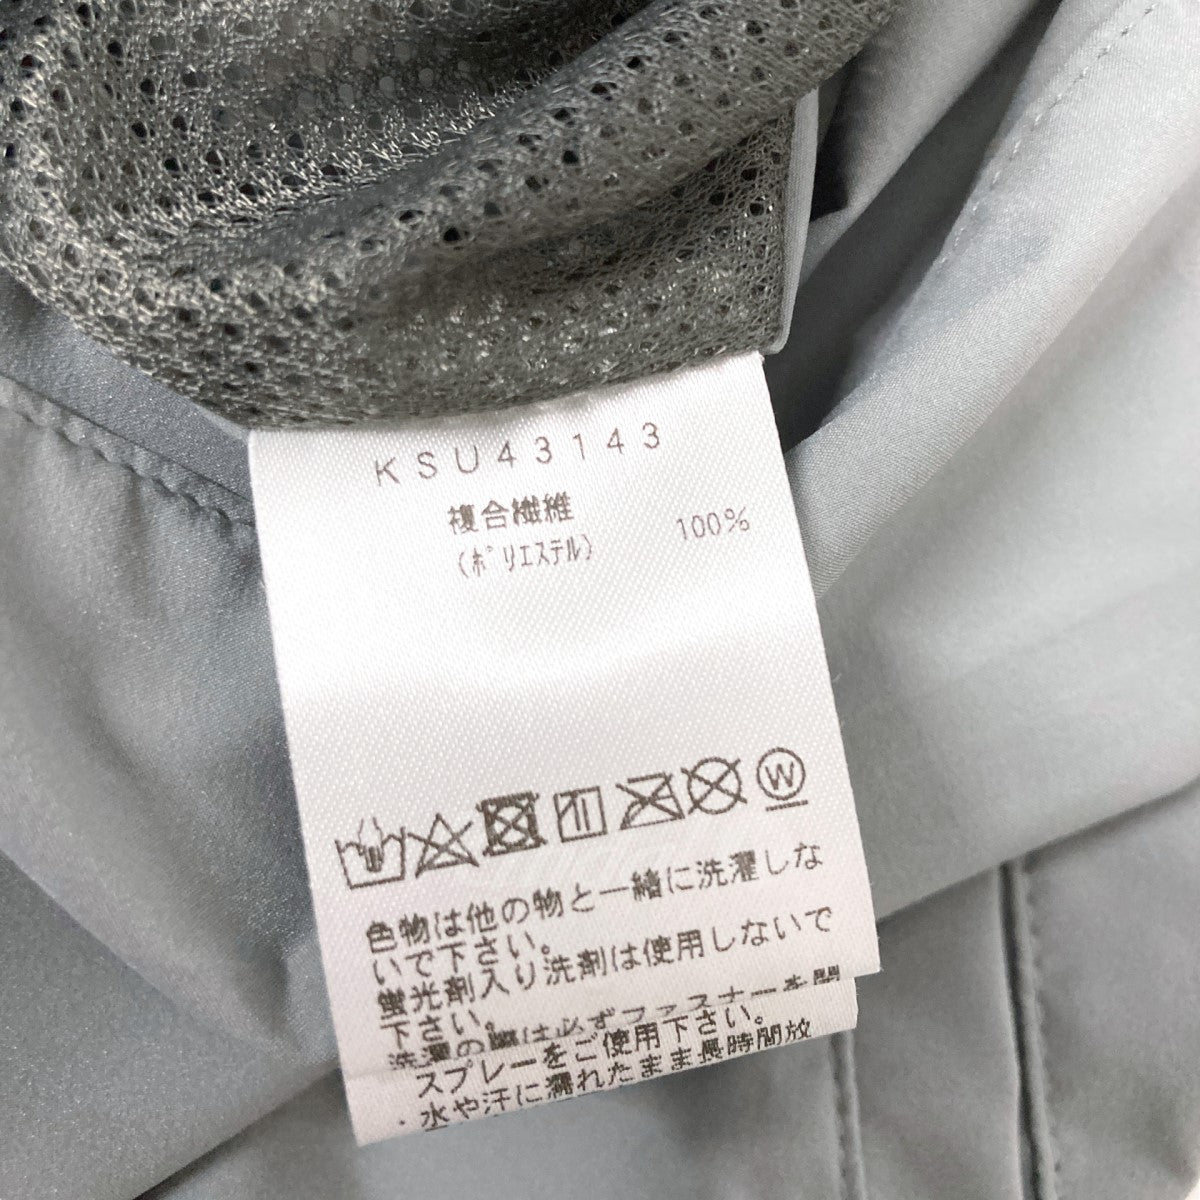 KSU43143
複合繊維
(ポリエステル) 100%
W
色物は他の物と一緒に洗濯しな
いで下さい。
蛍光剤入り洗剤は使用しないで
下さい。
洗濯の際は必ずファスナーを閉
スプレーをご使用下さい。
・水や汗に濡れたまま長時間放